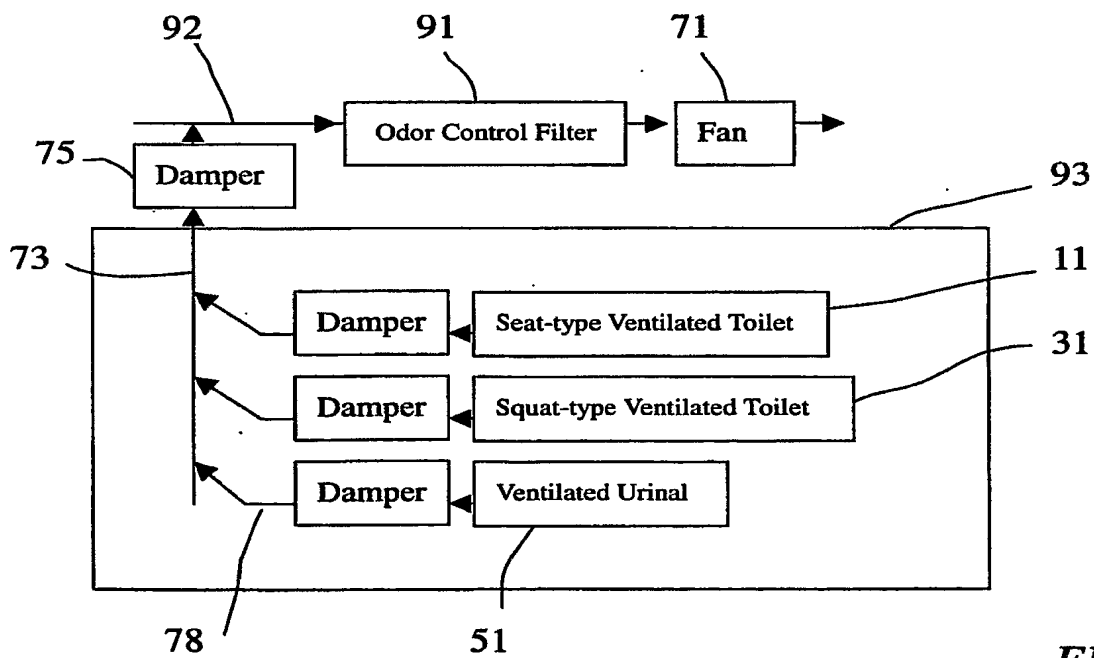 92
91
71
Odor Control Filter
Fan
75
Damper
93
73
11
Damper
Seat-type Ventilated Toilet
31
Damper
Squat-type Ventilated Toilet
Damper
Ventilated Urinal
78
51